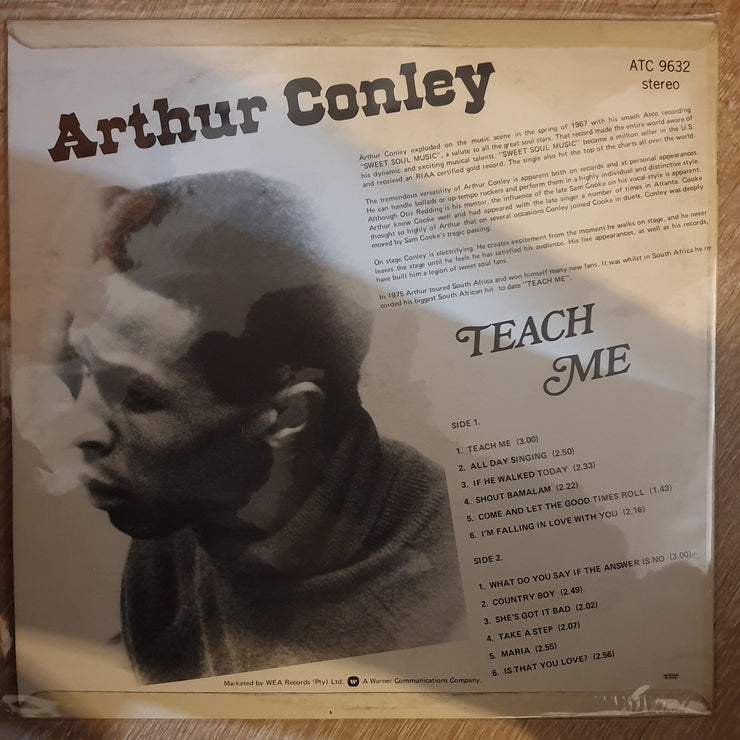 Arthur Conley
ATC 9632
stereo
Arthur Conley exploded on the music scene in the spring of 1967 with his smash Atco recording
"SWEET SOUL MUSIC", a salute to all the great soul stars. That record made the entire world aware of
his dynamic and exciting musical talents. "SWEET SOUL MUSIC" became a million seller in the U.S.
and received an RIAA certified gold record. The single also hit the top of the charts all over the world.
The tremendous versatility of Arthur Conley is apparent both on records and at personal appearances.
He can handle ballads or up-tempo rockers and perform them in a highly individual and distinctive style.
Although Otis Redding is his mentor, the influence of the late Sam Cooke on his vocal style is apparent.
Arthur knew Cooke well and had appeared with the late singer a number of times in Atlanta. Cooke
thought so highly of Arthur that on several occasions Conley joined Cooke in duets. Conley was deeply
moved by Sam Cooke's tragic passing.
On stage Conley is electrifying. He creates excitement from the moment he walks on stage, and he never
leaves the stage until he feels he has satisfied his audience. His live appearances, as well as his records,
have built him a legion of sweet soul fans.
In 1975 Arthur toured South Africa and won himself many new fans. It was whilst in South Africa he re-
corded his biggest South African hit to date "TEACH ME".
TEACH
ME
SIDE 1.
1. TEACH ME (3.00)
2. ALL DAY SINGING (2.50)
3. IF HE WALKED TODAY (2.33)
4. SHOUT BAMALAM (2.22)
5. COME AND LET THE GOOD TIMES ROLL (1.43)
6. I'M FALLING IN LOVE WITH YOU (2.16)
SIDE 2.
1. WHAT DO YOU SAY IF THE ANSWER IS NO (3.00)
2. COUNTRY BOY (2.49)
3. SHE'S GOT IT BAD (2.02)
4. TAKE A STEP (2.07)
5. MARIA (2.55)
6. IS THAT YOU LOVE? (2.56)
Marketed by WEA Records (Pty) Ltd. W A Warner Communications Company.